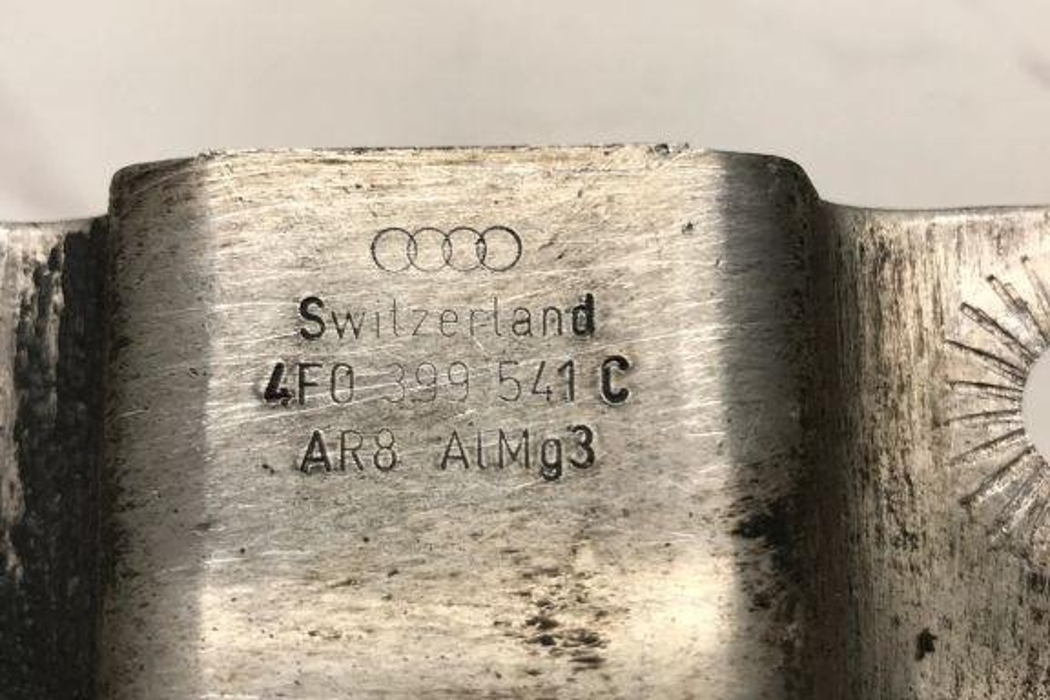 Switzerland
4F0 399 541 C
AR8 AlMg3